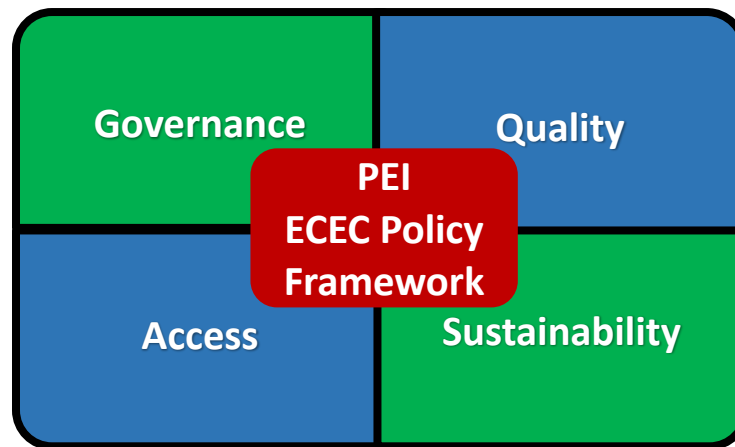 Governance
Quality
PEI
ECEC Policy
Framework
Access
Sustainability